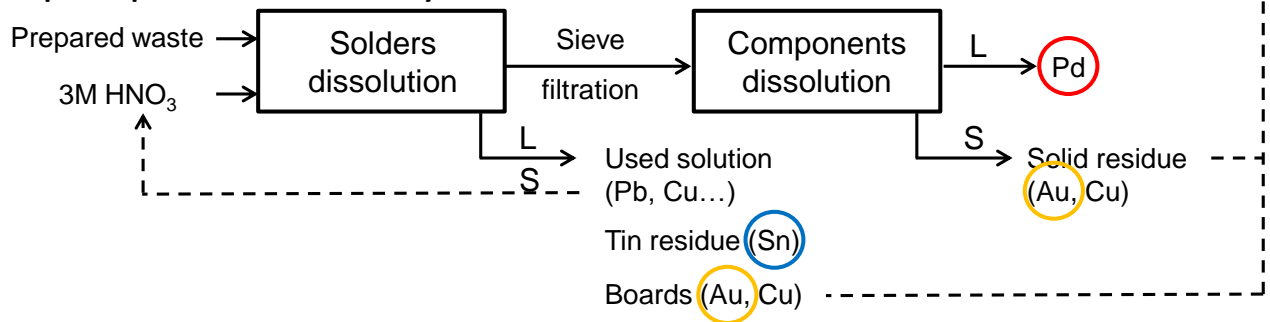 Prepared waste
3M HNO₃
Solders
dissolution
Sieve
filtration
Components
dissolution
L
Pd
L
S
Used solution
(Pb, Cu…)
S
Solid residue
(Au, Cu)
Tin residue (Sn)
Boards (Au, Cu)